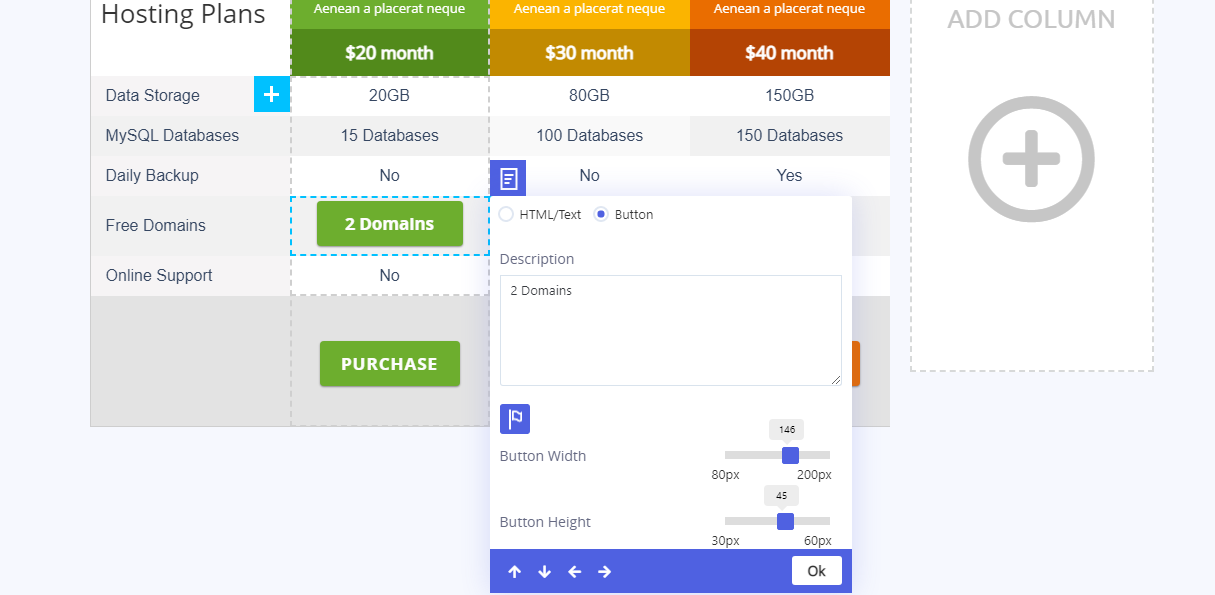 Hosting Plans
Aenean a placerat neque
Aenean a placerat neque
Aenean a placerat neque
ADD COLUMN
$20 month
$30 month
$40 month
Data Storage
20GB
80GB
150GB
MySQL Databases
15 Databases
100 Databases
150 Databases
Daily Backup
No
No
Yes
Free Domains
2 Domains
Online Support
No
PURCHASE
HTML/Text
Button
Description
2 Domains
146
Button Width
80px
200px
45
Button Height
30px
60px
Ok